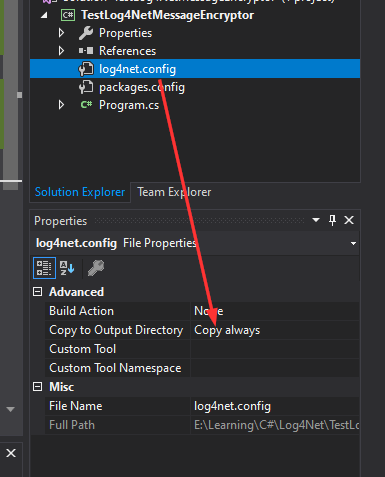 TestLog4NetMessageEncryptor
Properties
References
log4net.config
packages.config
C# Program.cs
Solution Explorer Team Explorer
Properties
log4net.config File Properties
Advanced
Build Action None
Copy to Output Directory Copy always
Custom Tool
Custom Tool Namespace
Misc
File Name log4net.config
Full Path E:\Learning\C#\Log4Net\TestLo